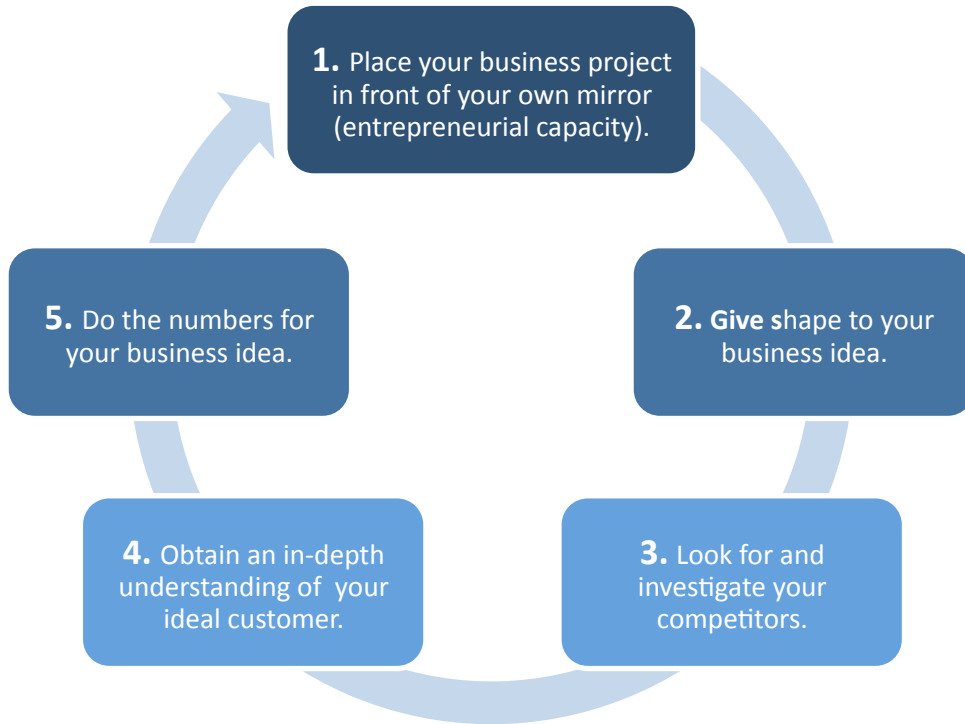 1. Place your business project
in front of your own mirror
(entrepreneurial capacity).
2. Give shape to your
business idea.
3. Look for and
investigate your
competitors.
4. Obtain an in-depth
understanding of  your
ideal customer.
5. Do the numbers for
your business idea.